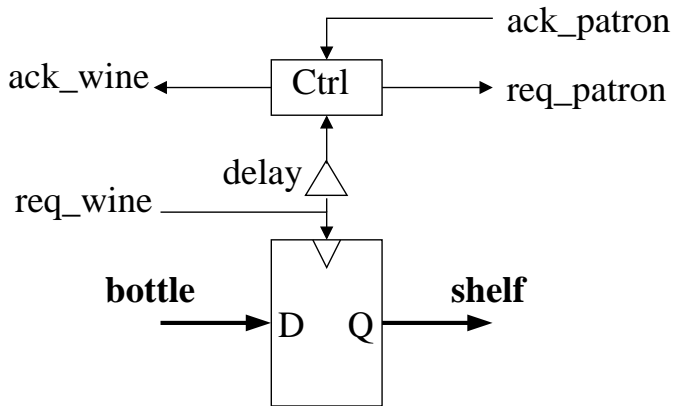 ack_patron
ack_wine
Ctrl
req_patron
delay
req_wine
bottle
shelf
D
Q